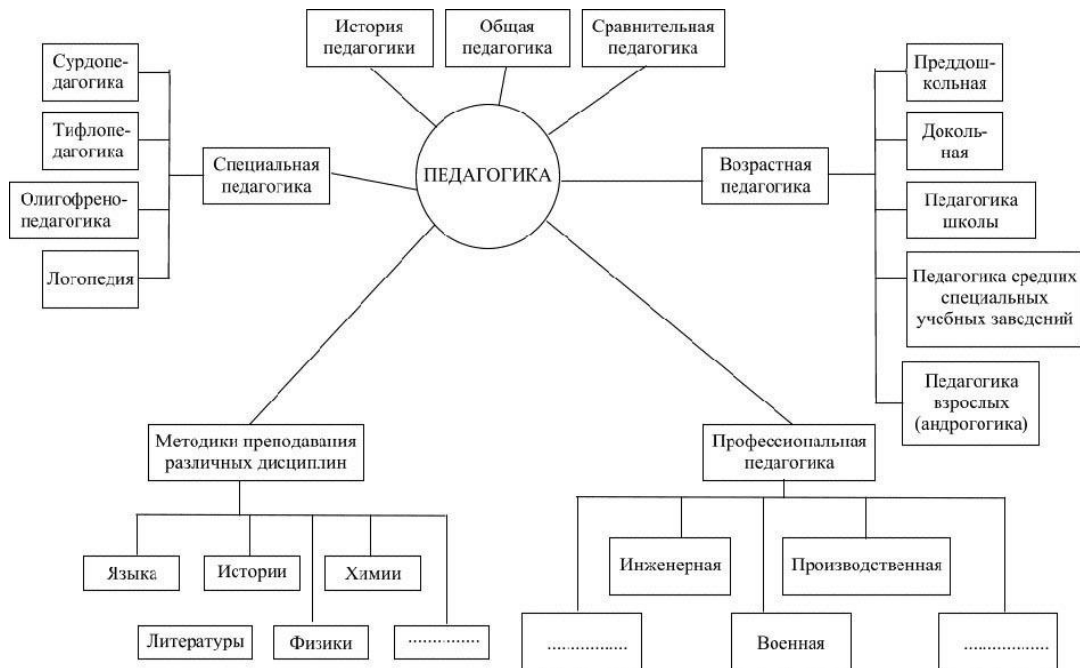 История
педагогики
Общая
педагогика
Сравнительная
педагогика
Сурдопе-
дагогика
Тифлопе-
дагогика
Олигофрено-
педагогика
Логопедия
Специальная
педагогика
ПЕДАГОГИКА
Возрастная
педагогика
Преддош-
кольная
Доколь-
ная
Педагогика
школы
Педагогика средних
специальных
учебных заведений
Педагогика
взрослых
(андрогогика)
Методики преподавания
различных дисциплин
Языка
Истории
Химии
Литературы
Физики
...............
Профессиональная
педагогика
Инженерная
Производственная
................
Военная
..................